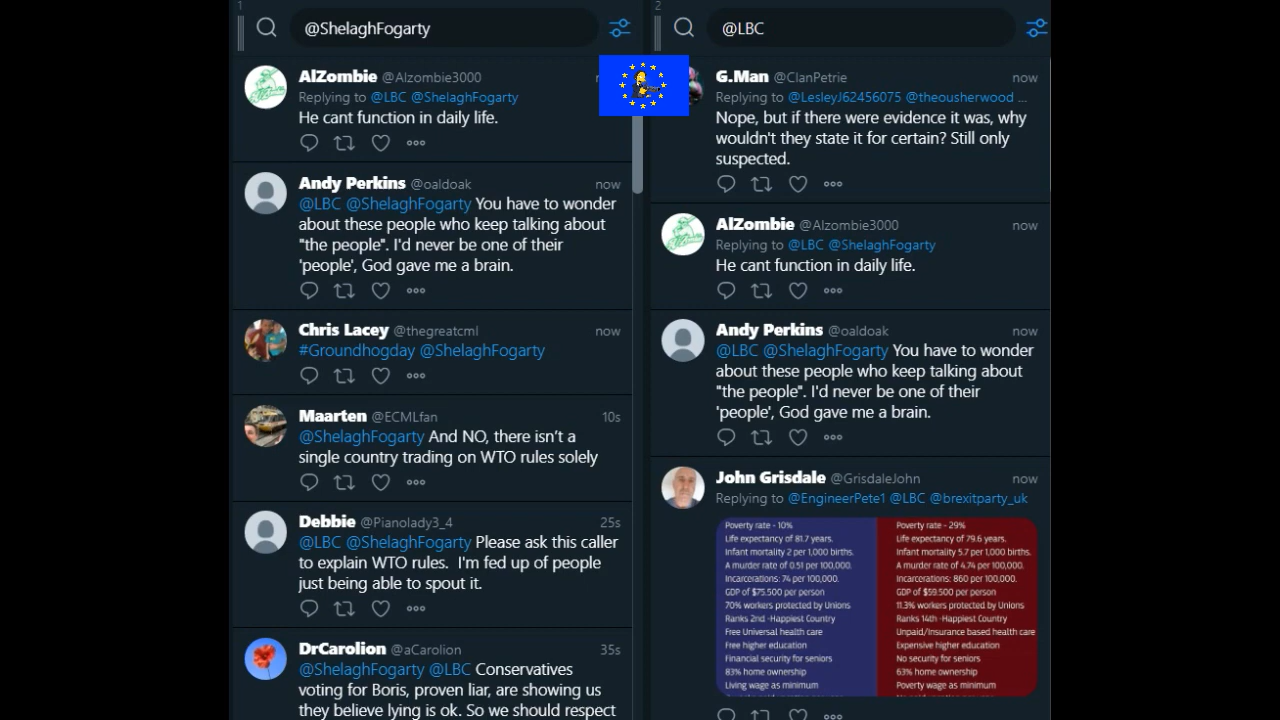 1
@ShelaghFogarty
AlZombie @Alzombie3000
Replying to @LBC @ShelaghFogarty
He cant function in daily life.
Andy Perkins @oaldoak now
@LBC @ShelaghFogarty You have to wonder
about these people who keep talking about
"the people". I'd never be one of their
'people', God gave me a brain.
Chris Lacey @thegreatcml now
#Groundhogday @ShelaghFogarty
Maarten @ECMLfan 10s
@ShelaghFogarty And NO, there isn't a
single country trading on WTO rules solely
Debbie @Pianolady3_4 25s
@LBC @ShelaghFogarty Please ask this caller
to explain WTO rules. I'm fed up of people
just being able to spout it.
DrCarolion @aCarolion 35s
@ShelaghFogarty @LBC Conservatives
voting for Boris, proven liar, are showing us
they believe lying is ok. So we should respect
2
@LBC
G.Man @ClanPetrie now
Replying to @LesleyJ62456075 @theousherwood ...
Nope, but if there were evidence it was, why
wouldn't they state it for certain? Still only
suspected.
AlZombie @Alzombie3000 now
Replying to @LBC @ShelaghFogarty
He cant function in daily life.
Andy Perkins @oaldoak now
@LBC @ShelaghFogarty You have to wonder
about these people who keep talking about
"the people". I'd never be one of their
'people', God gave me a brain.
John Grisdale @GrisdaleJohn now
Replying to @EngineerPete1 @LBC @brexitparty_uk
Poverty rate - 10%
Life expectancy of 81.7 years.
Infant mortality 2 per 1,000 births.
A murder rate of 0.51 per 100,000.
Incarcerations: 74 per 100,000.
GDP of $75,500 per person
70% workers protected by Unions
Ranks 2nd -Happiest Country
Free Universal health care
Free higher education
Financial security for seniors
83% home ownership
Living wage as minimum
Poverty rate - 29%
Life expectancy of 79.6 years.
Infant mortality 5.7 per 1,000 births.
A murder rate of 4.74 per 100,000.
Incarcerations: 860 per 100,000.
GDP of $59,500 per person
11.3% workers protected by Unions
Ranks 14th -Happiest Country
Unpaid/Insurance based health care
Expensive higher education
No security for seniors
63% home ownership
Poverty wage as minimum